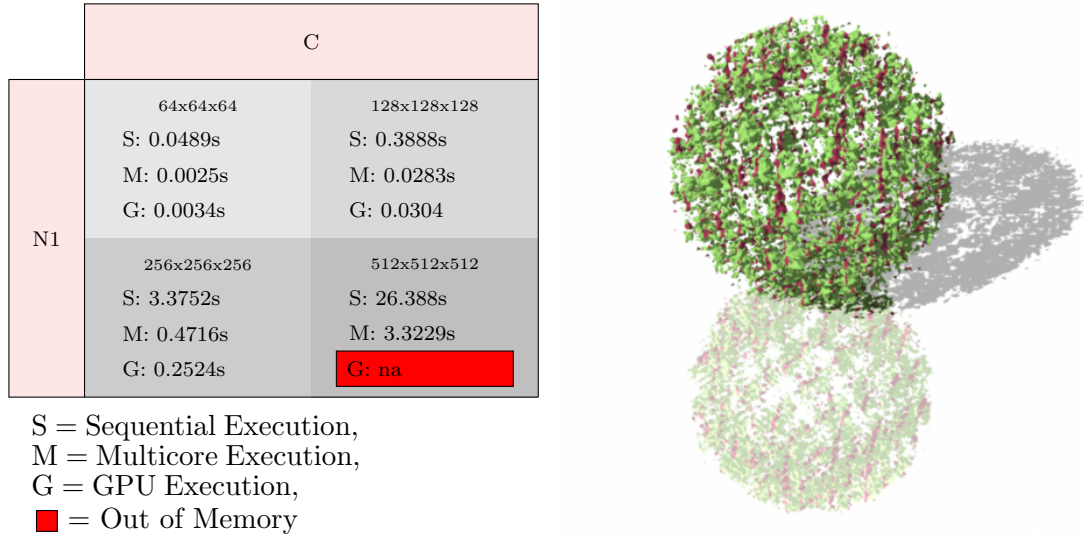 C
N1
64x64x64
S: 0.0489s
M: 0.0025s
G: 0.0034s
128x128x128
S: 0.3888s
M: 0.0283s
G: 0.0304
256x256x256
S: 3.3752s
M: 0.4716s
G: 0.2524s
512x512x512
S: 26.388s
M: 3.3229s
G: na
S = Sequential Execution,
M = Multicore Execution,
G = GPU Execution,
= Out of Memory